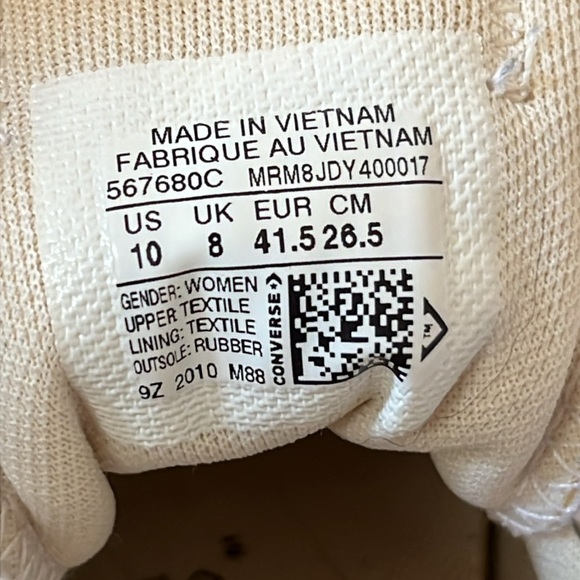 MADE IN VIETNAM
FABRIQUE AU VIETNAM
567680C MRM8JDY400017
US UK EUR CM
10 8 41.5 26.5
GENDER: WOMEN
UPPER: TEXTILE
LINING: TEXTILE
OUTSOLE: RUBBER
9Z 2010 M88
CONVERSE
TM